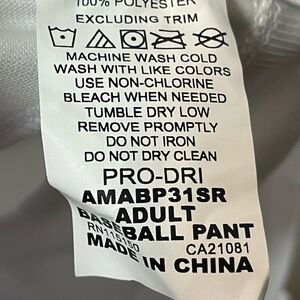 100% POLYESTER
EXCLUDING TRIM
MACHINE WASH COLD
WASH WITH LIKE COLORS
USE NON-CHLORINE
BLEACH WHEN NEEDED
TUMBLE DRY LOW
REMOVE PROMPTLY
DO NOT IRON
DO NOT DRY CLEAN
PRO-DRI
AMABP31SR
ADULT
BASEBALL PANT
RN115160 CA21081
MADE IN CHINA